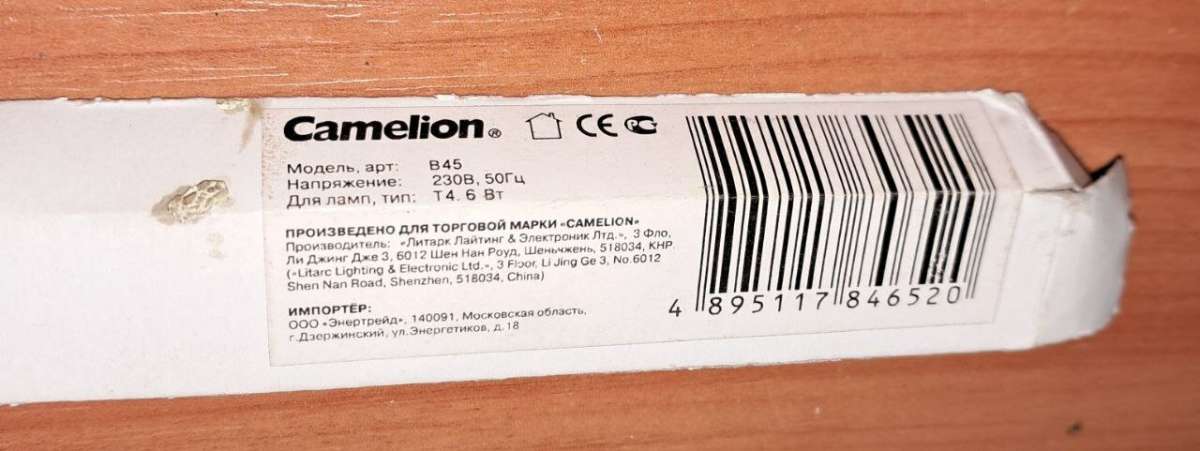 Camelion®
CE
Модель, арт: B45
Напряжение: 230В, 50Гц
Для ламп, тип: Т4. 6 Вт
ПРОИЗВЕДЕНО ДЛЯ ТОРГОВОЙ МАРКИ «CAMELION»
Производитель: «Литарк Лайтинг & Электроник Лтд.», 3 Фло,
Ли Джинг Дже 3, 6012 Шен Нан Роуд, Шеньчжень, 518034, КНР.
(«Litarc Lighting & Electronic Ltd.», 3 Floor, Li Jing Ge 3, No.6012
Shen Nan Road, Shenzhen, 518034, China)
ИМПОРТЁР:
ООО «Энертрейд», 140091, Московская область,
г.Дзержинский, ул.Энергетиков, д.18
4 895117 846520